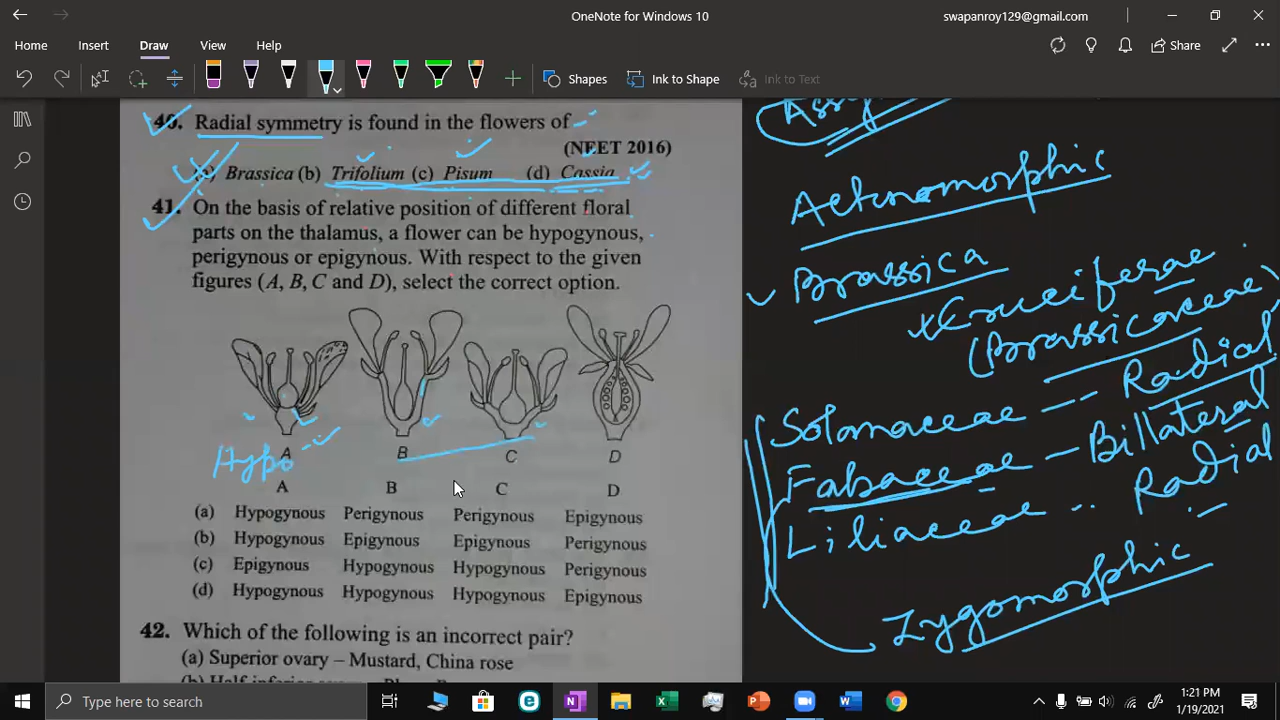 OneNote for Windows 10
swapanroy129@gmail.com
Home Insert Draw View Help
Share
Shapes
Ink to Shape
Ink to Text
40. Radial symmetry is found in the flowers of
(NEET 2016)
(a) Brassica (b) Trifolium (c) Pisum (d) Cassia
41. On the basis of relative position of different floral
parts on the thalamus, a flower can be hypogynous,
perigynous or epigynous. With respect to the given
figures (A, B, C and D), select the correct option.
Hypo
A B C D
A B C D
(a) Hypogynous Perigynous Perigynous Epigynous
(b) Hypogynous Epigynous Epigynous Perigynous
(c) Epigynous Hypogynous Hypogynous Perigynous
(d) Hypogynous Hypogynous Hypogynous Epigynous
42. Which of the following is an incorrect pair?
(a) Superior ovary – Mustard, China rose
Actinomorphic
Brassica
Cruciferae
(Brassicaceae)
Solanaceae -- Radial
Fabaceae - Billateral
Liliaceae .. Radial
Zygomorphic
Type here to search
1:21 PM
1/19/2021